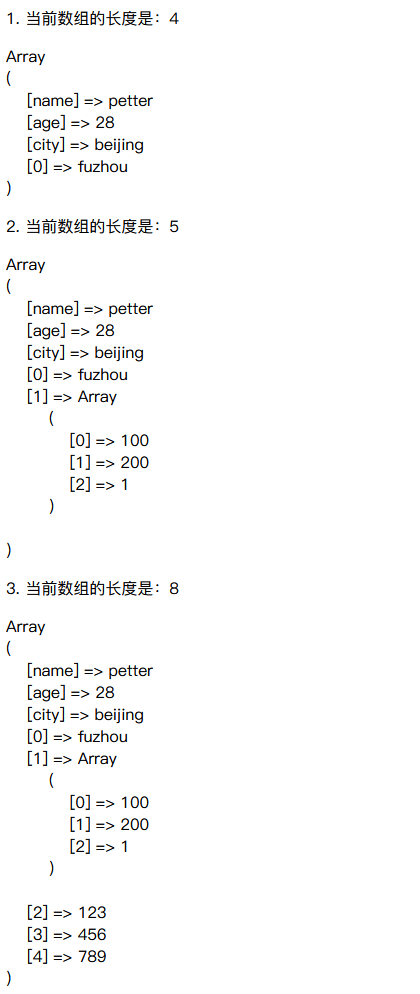 1. 当前数组的长度是：4
Array
(
[name] => petter
[age] => 28
[city] => beijing
[0] => fuzhou
)
2. 当前数组的长度是：5
Array
(
[name] => petter
[age] => 28
[city] => beijing
[0] => fuzhou
[1] => Array
(
[0] => 100
[1] => 200
[2] => 1
)
)
3. 当前数组的长度是：8
Array
(
[name] => petter
[age] => 28
[city] => beijing
[0] => fuzhou
[1] => Array
(
[0] => 100
[1] => 200
[2] => 1
)
[2] => 123
[3] => 456
[4] => 789
)